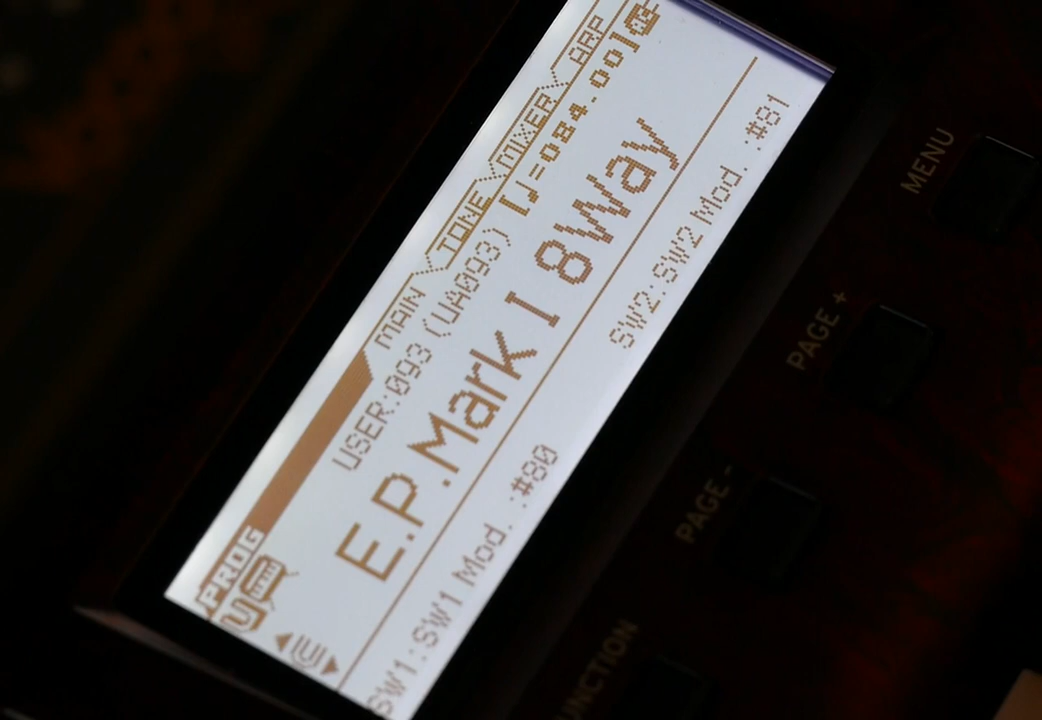 PROG MAIN TONE MIXER ARP
USER:093 (UA093) [♩=084.00]
U
E.P.Mark I 8Way
SW1:SW1 Mod. :#80 SW2:SW2 Mod. :#81
MENU
PAGE +
PAGE -
UNCTION